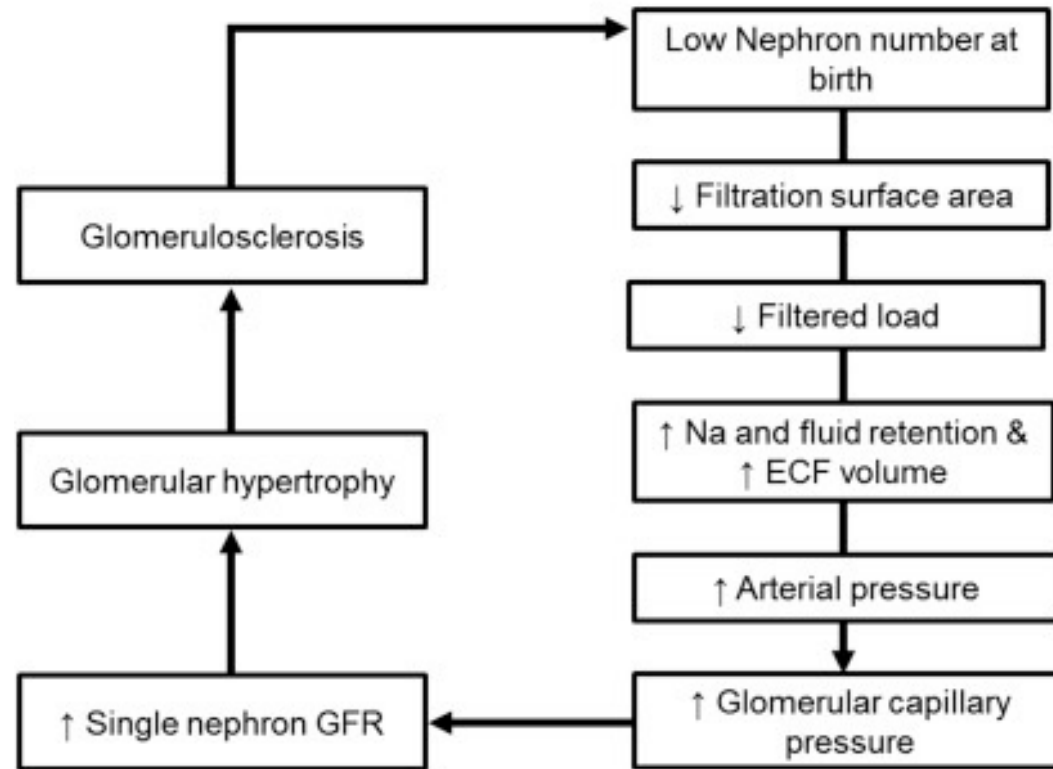 Low Nephron number at
birth
↓ Filtration surface area
↓ Filtered load
↑ Na and fluid retention &
↑ ECF volume
↑ Arterial pressure
↑ Glomerular capillary
pressure
↑ Single nephron GFR
Glomerular hypertrophy
Glomerulosclerosis